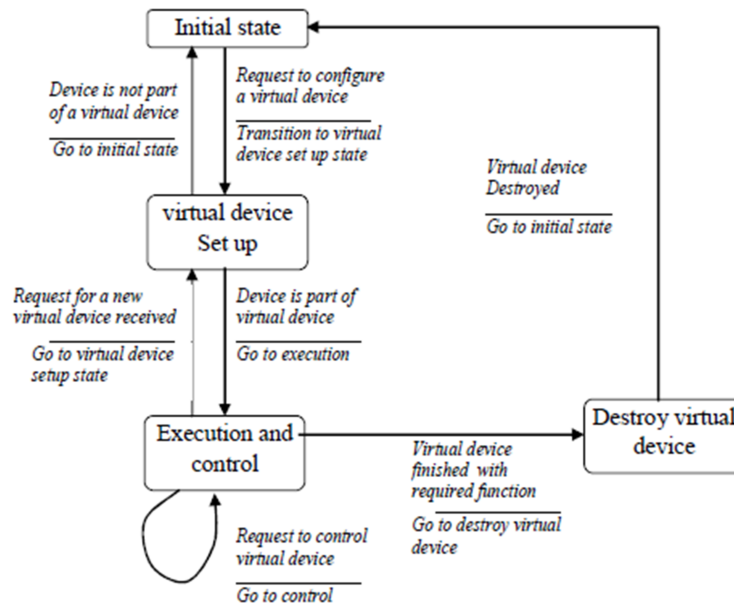 Initial state
Device is not part
of a virtual device
Go to initial state
Request to configure
a virtual device
Transition to virtual
device set up state
Virtual device
Destroyed
Go to initial state
virtual device
Set up
Request for a new
virtual device received
Go to virtual device
setup state
Device is part of
virtual device
Go to execution
Execution and
control
Destroy virtual
device
Virtual device
finished with
required function
Go to destroy virtual
device
Request to control
virtual device
Go to control